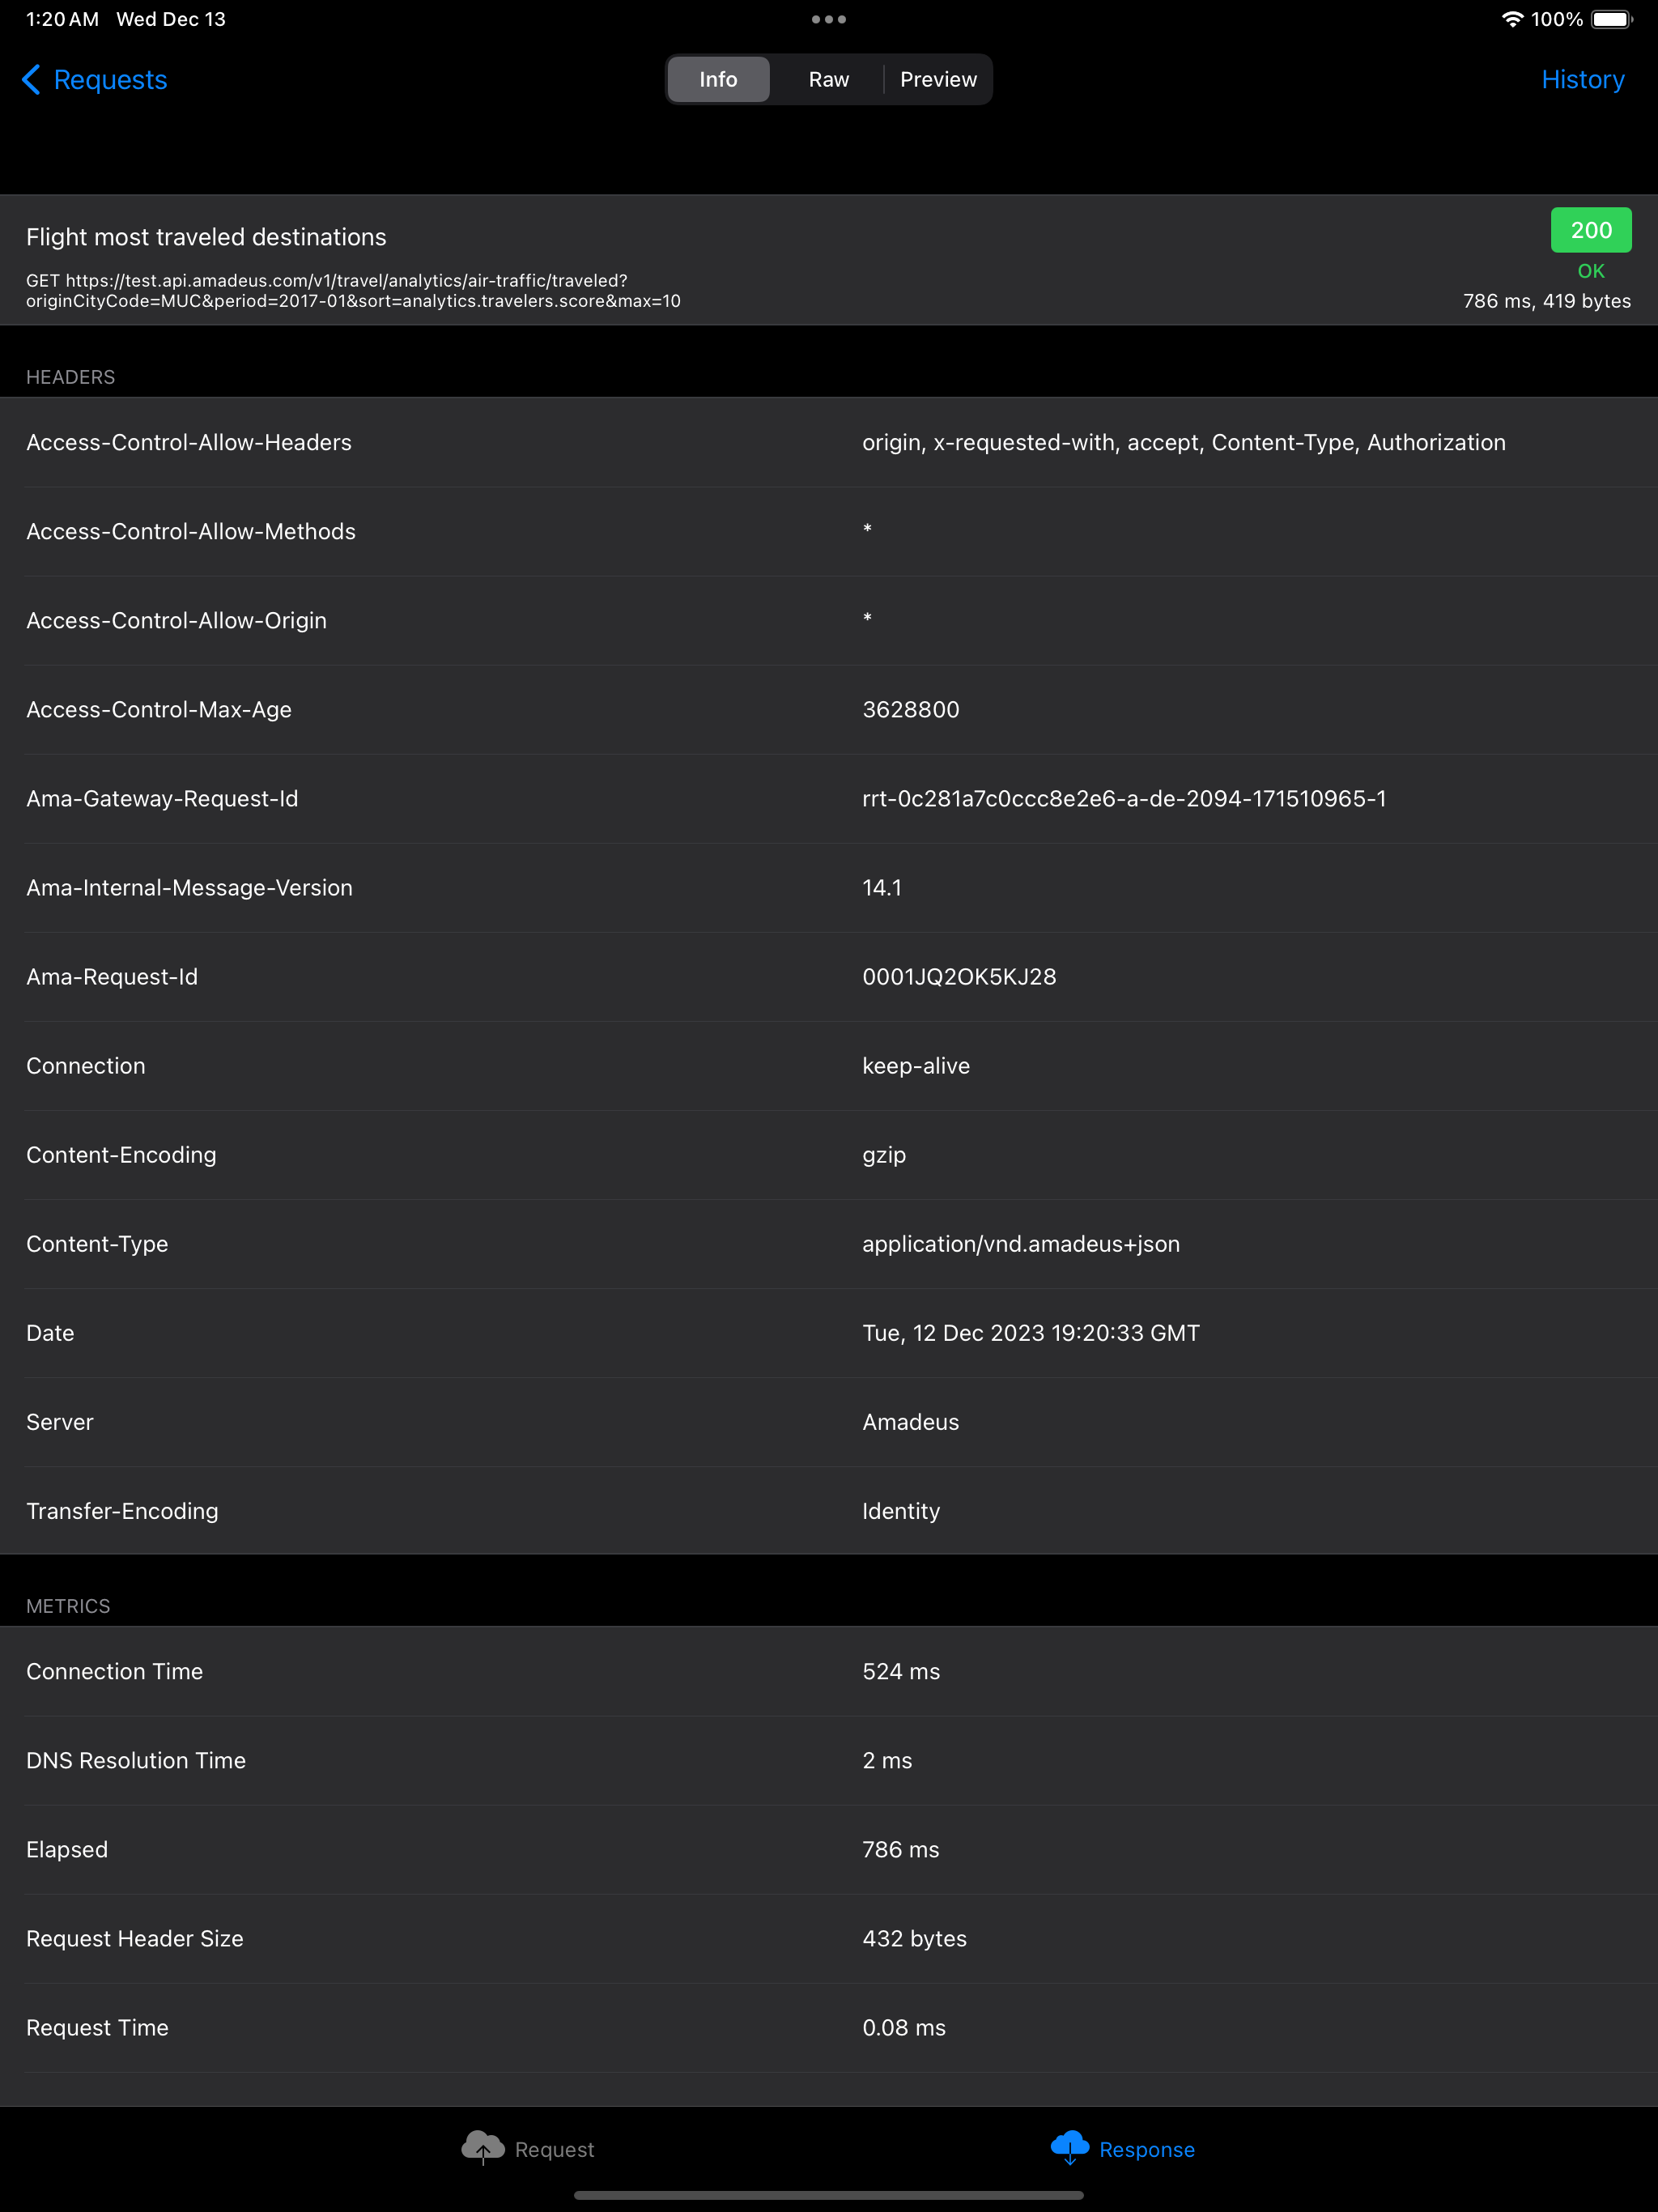 1:20 AM Wed Dec 13
100%
Requests
Info Raw Preview
History
Flight most traveled destinations
200
OK
GET https://test.api.amadeus.com/v1/travel/analytics/air-traffic/traveled?
originCityCode=MUC&period=2017-01&sort=analytics.travelers.score&max=10
786 ms, 419 bytes
HEADERS
Access-Control-Allow-Headers origin, x-requested-with, accept, Content-Type, Authorization
Access-Control-Allow-Methods *
Access-Control-Allow-Origin *
Access-Control-Max-Age 3628800
Ama-Gateway-Request-Id rrt-0c281a7c0ccc8e2e6-a-de-2094-171510965-1
Ama-Internal-Message-Version 14.1
Ama-Request-Id 0001JQ2OK5KJ28
Connection keep-alive
Content-Encoding gzip
Content-Type application/vnd.amadeus+json
Date Tue, 12 Dec 2023 19:20:33 GMT
Server Amadeus
Transfer-Encoding Identity
METRICS
Connection Time 524 ms
DNS Resolution Time 2 ms
Elapsed 786 ms
Request Header Size 432 bytes
Request Time 0.08 ms
Request Response